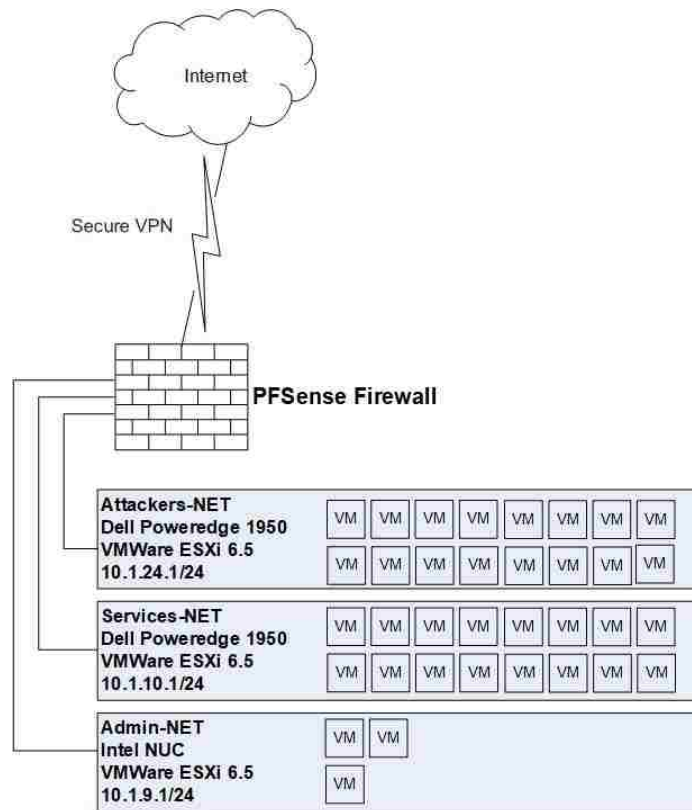 Internet
Secure VPN
PFSense Firewall
Attackers-NET
Dell Poweredge 1950
VMWare ESXi 6.5
10.1.24.1/24
VM VM VM VM VM VM VM VM
VM VM VM VM VM VM VM VM
Services-NET
Dell Poweredge 1950
VMWare ESXi 6.5
10.1.10.1/24
VM VM VM VM VM VM VM VM
VM VM VM VM VM VM VM VM
Admin-NET
Intel NUC
VMWare ESXi 6.5
10.1.9.1/24
VM VM
VM